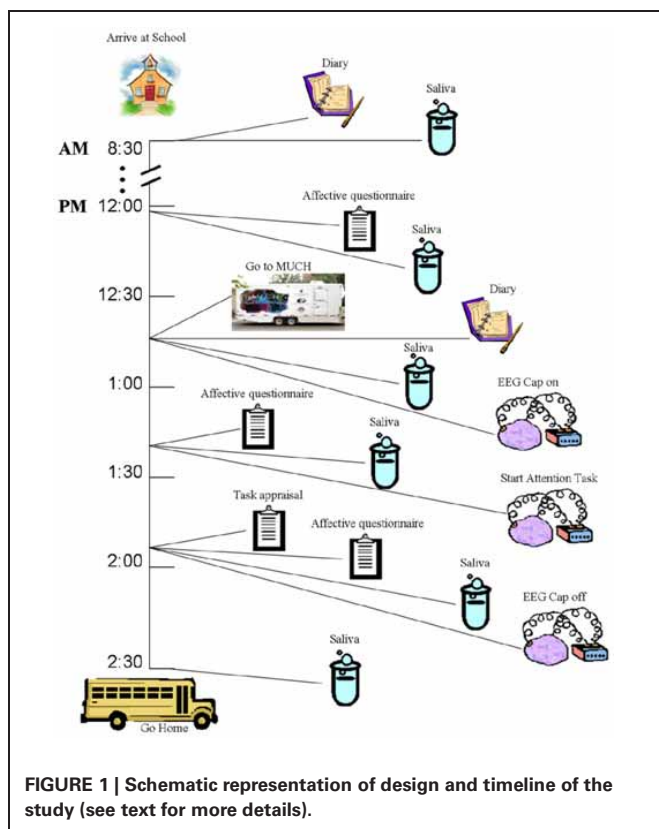 Arrive at School
Diary
Saliva
AM 8:30
PM 12:00
Affective questionnaire
Saliva
Go to MUCH
12:30
Diary
Saliva
1:00
EEG Cap on
Affective questionnaire
Saliva
1:30
Start Attention Task
Task appraisal
Affective questionnaire
Saliva
2:00
EEG Cap off
Saliva
2:30
Go Home
FIGURE 1 | Schematic representation of design and timeline of the
study (see text for more details).